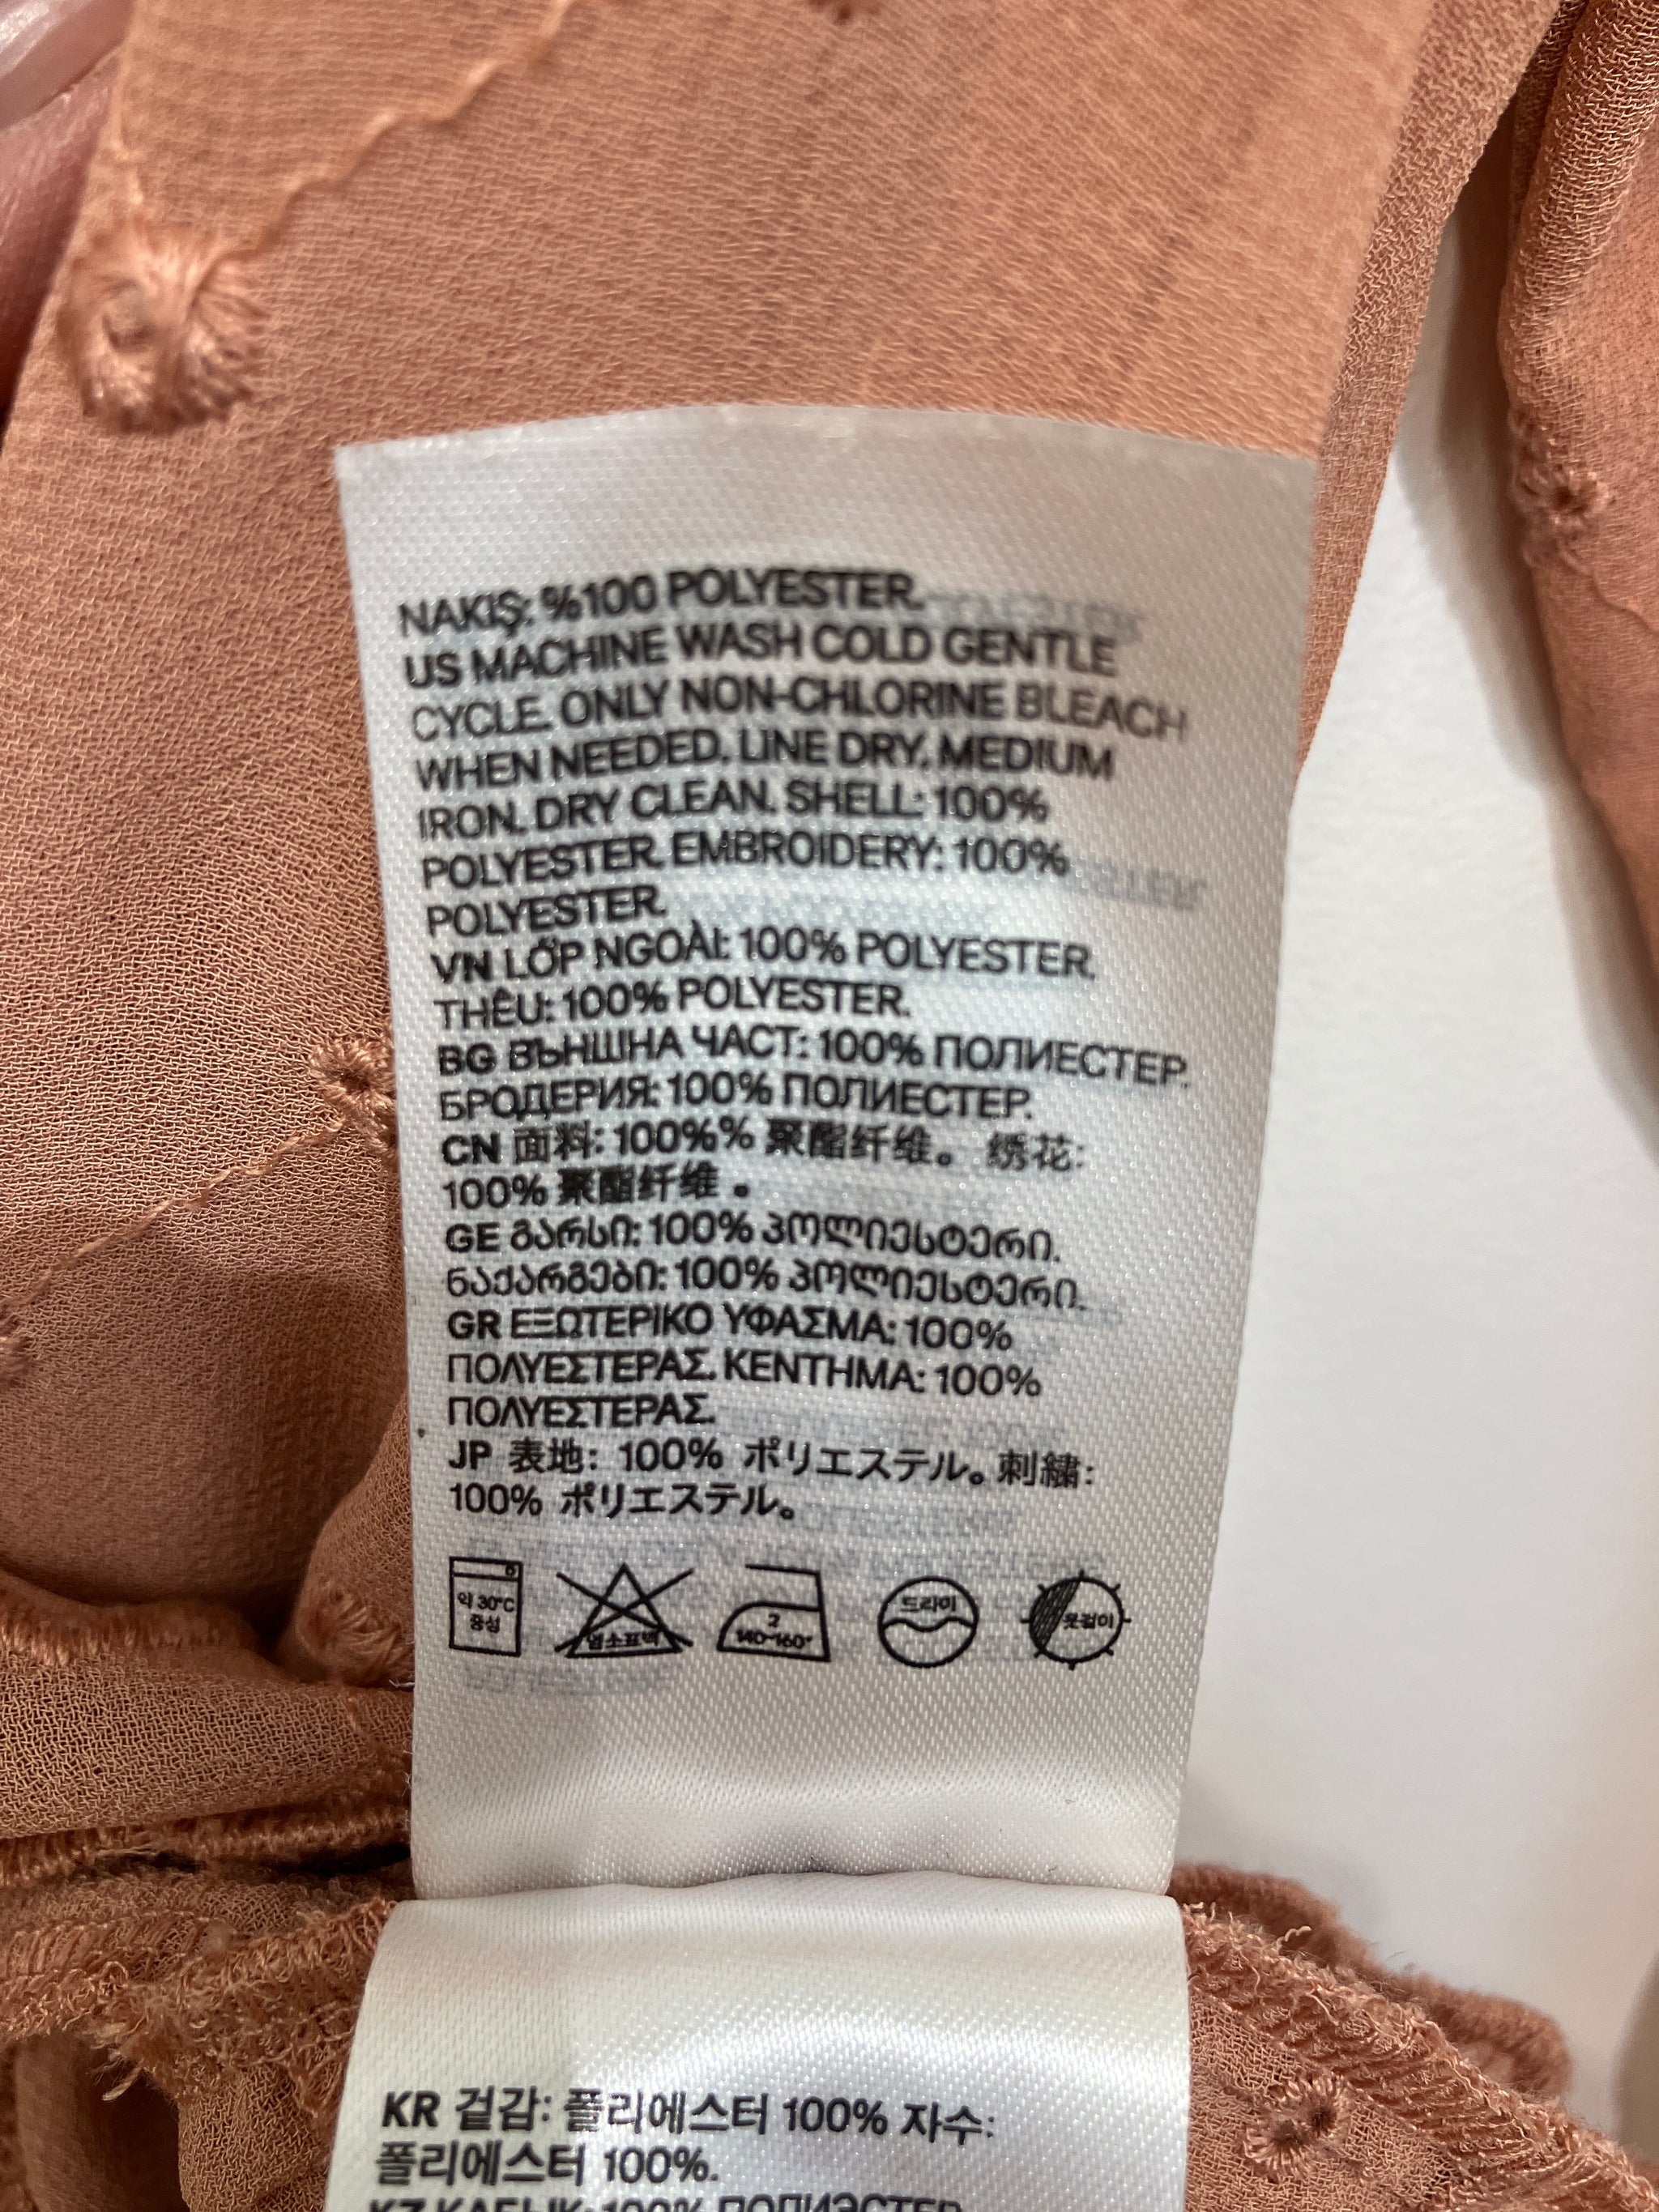 NAKIŞ: %100 POLYESTER.
US MACHINE WASH COLD GENTLE
CYCLE. ONLY NON-CHLORINE BLEACH
WHEN NEEDED. LINE DRY. MEDIUM
IRON. DRY CLEAN. SHELL: 100%
POLYESTER. EMBROIDERY: 100%
POLYESTER.
VN LỚP NGOÀI: 100% POLYESTER.
THÊU: 100% POLYESTER.
BG ВЪНШНА ЧАСТ: 100% ПОЛИЕСТЕР.
БРОДЕРИЯ: 100% ПОЛИЕСТЕР.
CN 面料: 100%% 聚酯纤维。 绣花:
100% 聚酯纤维 。
GE გარსი: 100% პოლიესტერი.
ნაქარგები: 100% პოლიესტერი.
GR ΕΞΩΤΕΡΙΚΟ ΥΦΑΣΜΑ: 100%
ΠΟΛΥΕΣΤΕΡΑΣ. ΚΕΝΤΗΜΑ: 100%
ΠΟΛΥΕΣΤΕΡΑΣ.
JP 表地: 100% ポリエステル。刺繍:
100% ポリエステル。
약 30°C
중성
염소표백
2
140~160°
드라이
옷걸이
KR 겉감: 폴리에스터 100% 자수:
폴리에스터 100%.
100% ПОЛИЭСТЕР